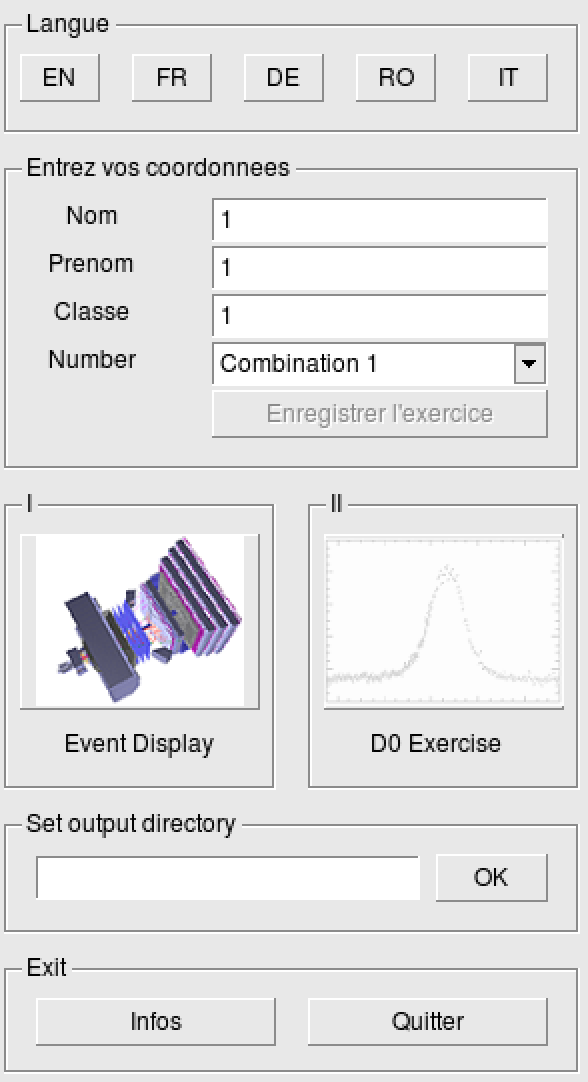 Langue
EN FR DE RO IT
Entrez vos coordonnees
Nom 1
Prenom 1
Classe 1
Number Combination 1
Enregistrer l'exercice
I II
Event Display D0 Exercise
Set output directory
OK
Exit
Infos Quitter